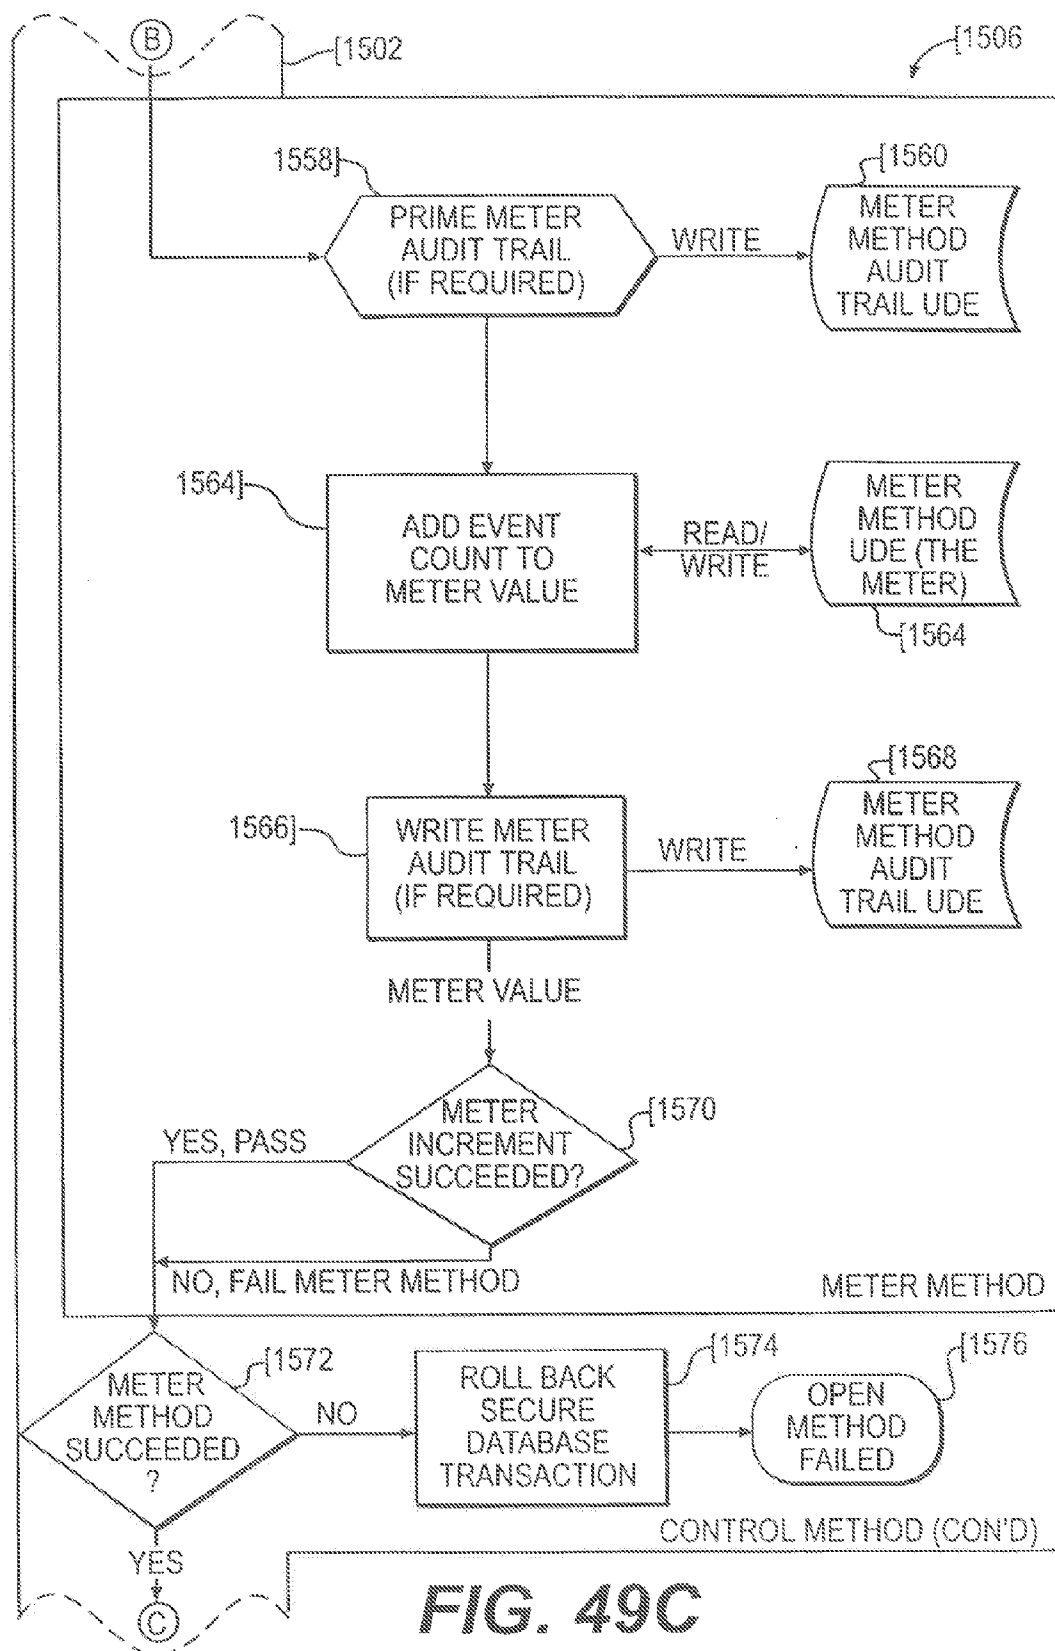 B
[1502
[1506
1558]
PRIME METER
AUDIT TRAIL
(IF REQUIRED)
WRITE
[1560
METER
METHOD
AUDIT
TRAIL UDE
1564]
ADD EVENT
COUNT TO
METER VALUE
READ/
WRITE
METER
METHOD
UDE (THE
METER)
[1564
1566]
WRITE METER
AUDIT TRAIL
(IF REQUIRED)
WRITE
[1568
METER
METHOD
AUDIT
TRAIL UDE
METER VALUE
METER
INCREMENT
SUCCEEDED?
[1570
YES, PASS
NO, FAIL METER METHOD
METER METHOD
METER
METHOD
SUCCEEDED
?
[1572
NO
ROLL BACK
SECURE
DATABASE
TRANSACTION
[1574
OPEN
METHOD
FAILED
[1576
YES
CONTROL METHOD (CON'D)
C
FIG. 49C